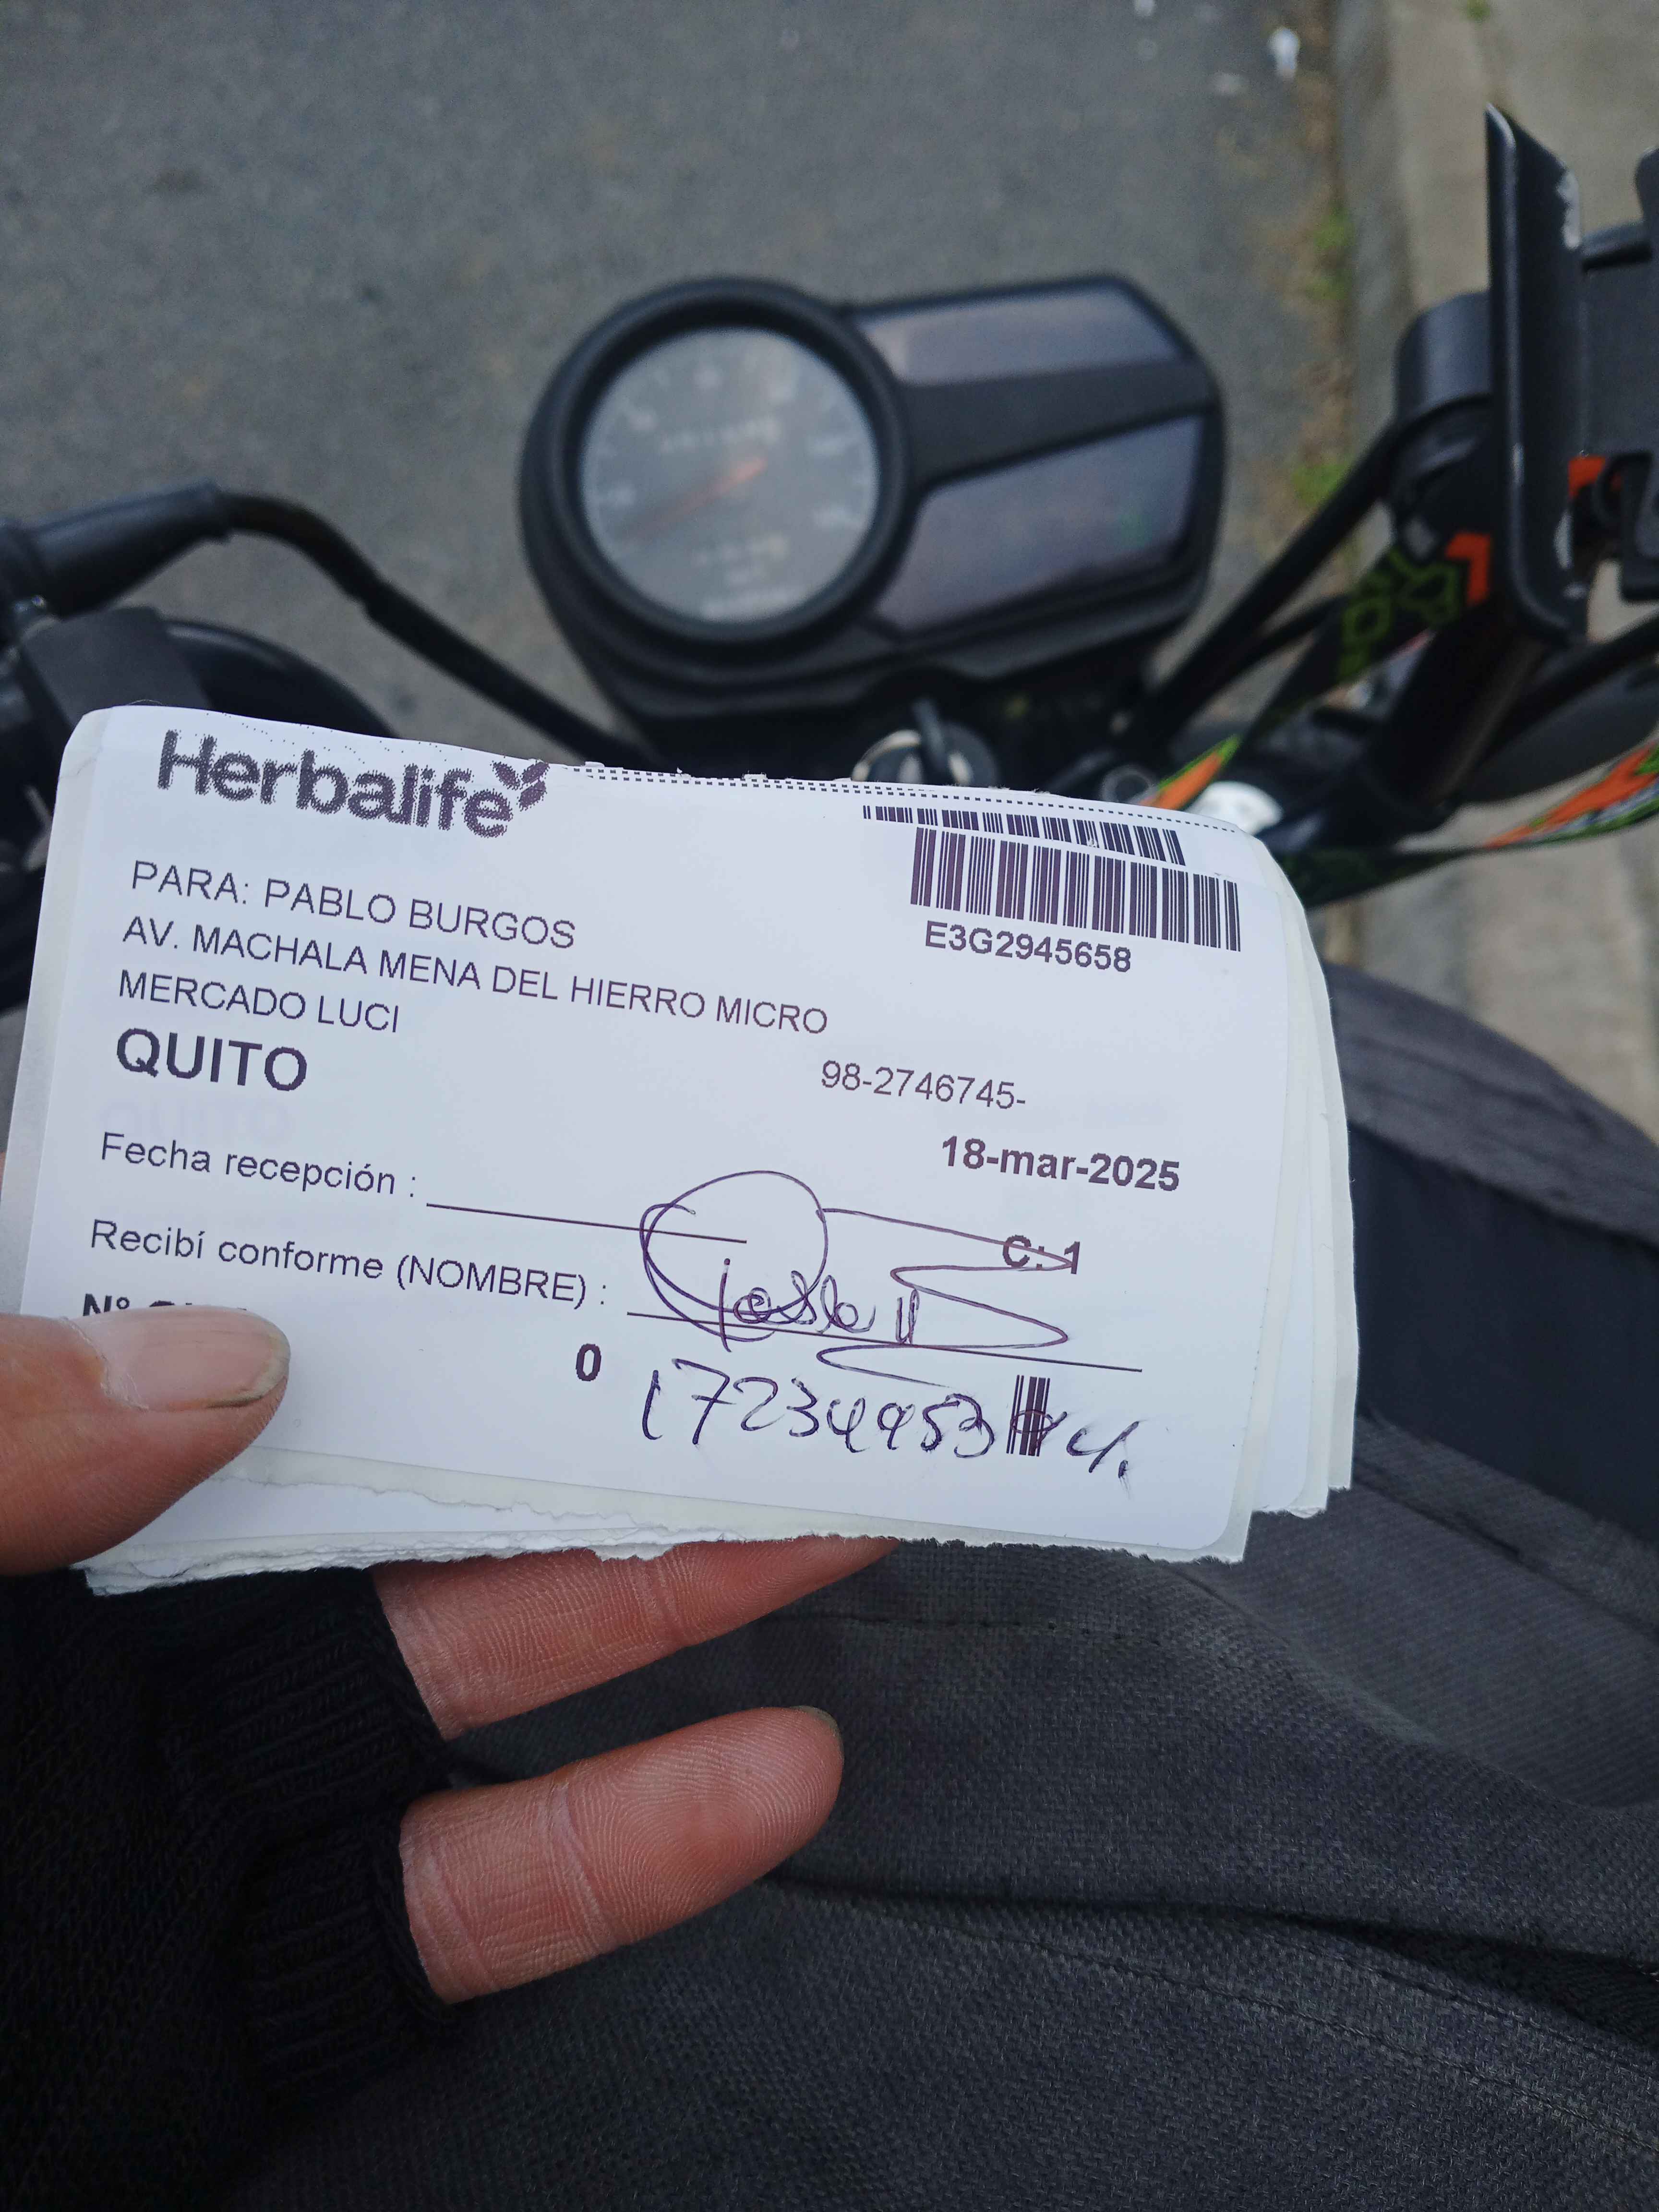 Herbalife
E3G2945658
PARA: PABLO BURGOS
AV. MACHALA MENA DEL HIERRO MICRO
MERCADO LUCI
QUITO
98-2746745-
18-mar-2025
Fecha recepción :
C: 1
Recibí conforme (NOMBRE) :
Nº
0